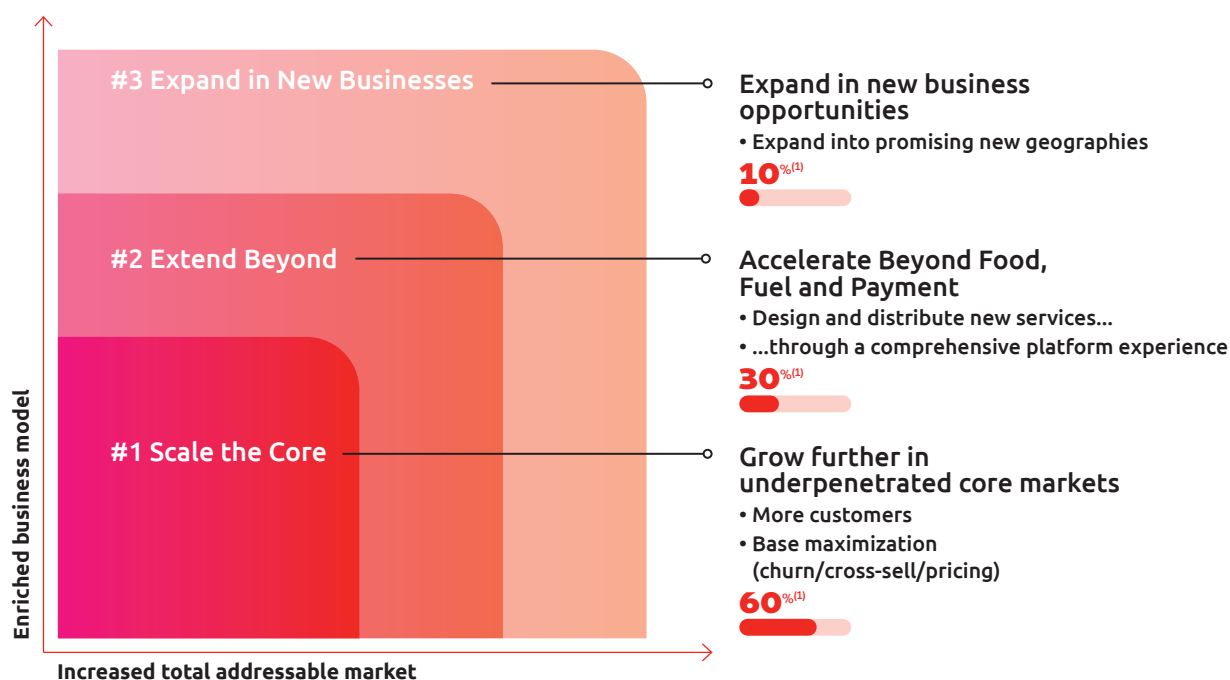 #3 Expand in New Businesses
Expand in new business
opportunities
• Expand into promising new geographies
10%(1)
#2 Extend Beyond
Accelerate Beyond Food,
Fuel and Payment
• Design and distribute new services...
• ...through a comprehensive platform experience
30%(1)
#1 Scale the Core
Grow further in
underpenetrated core markets
• More customers
• Base maximization
(churn/cross-sell/pricing)
60%(1)
Enriched business model
Increased total addressable market